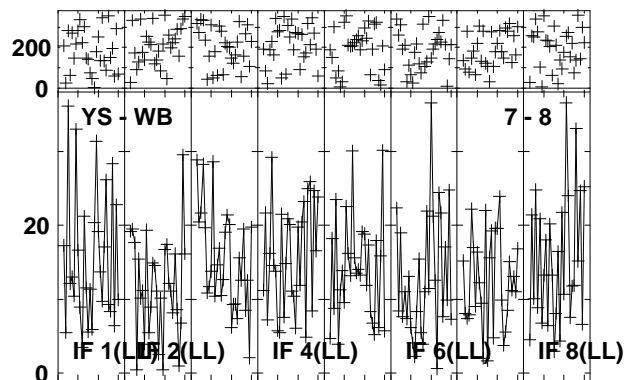 200
0
YS - WB 7 - 8
20
0
IF 1(LL) IF 2(LL) IF 4(LL) IF 6(LL) IF 8(LL)